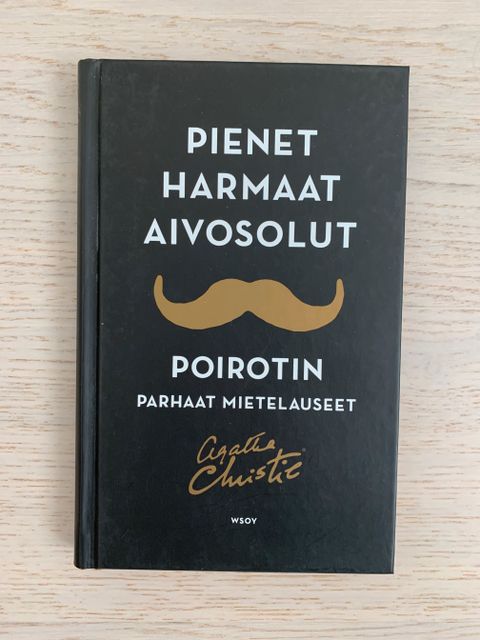 PIENET
HARMAAT
AIVOSOLUT
POIROTIN
PARHAAT MIETELAUSEET
Agatha
Christie
WSOY